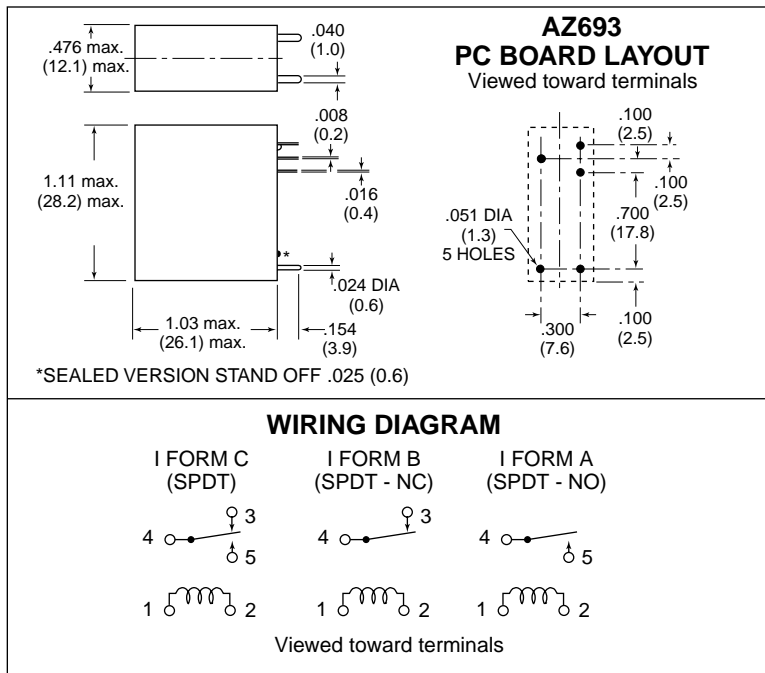 .476 max.
(12.1) max.
.040
(1.0)
.008
(0.2)
1.11 max.
(28.2) max.
.016
(0.4)
*
.024 DIA
(0.6)
1.03 max.
(26.1) max.
.154
(3.9)
*SEALED VERSION STAND OFF .025 (0.6)
AZ693
PC BOARD LAYOUT
Viewed toward terminals
.100
(2.5)
.100
(2.5)
.051 DIA
(1.3)
5 HOLES
.700
(17.8)
.300
(7.6)
.100
(2.5)
WIRING DIAGRAM
I FORM C
(SPDT)
3
4
5
1 2
I FORM B
(SPDT - NC)
3
4
1 2
I FORM A
(SPDT - NO)
4
5
1 2
Viewed toward terminals